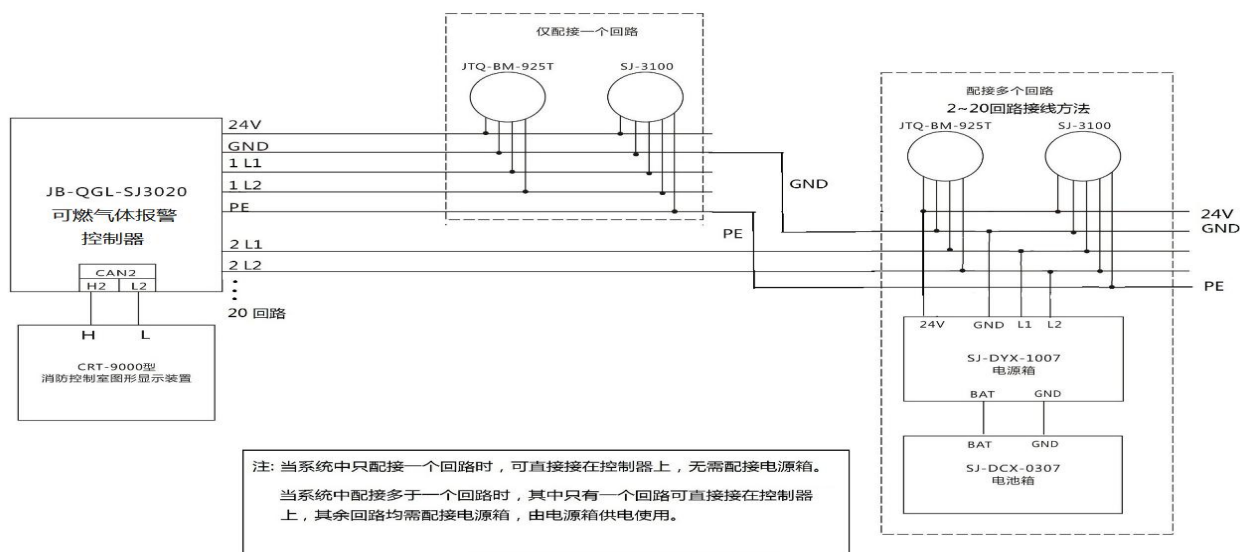 仅配接一个回路
JTQ-BM-925T SJ-3100
配接多个回路
2~20回路接线方法
JTQ-BM-925T SJ-3100
24V
GND
1 L1
1 L2
PE
2 L1
2 L2
20 回路
JB-QGL-SJ3020
可燃气体报警
控制器
CAN2
H2 L2
H L
CRT-9000型
消防控制室图形显示装置
GND
PE
24V
GND
PE
24V GND L1 L2
SJ-DYX-1007
电源箱
BAT GND
BAT GND
SJ-DCX-0307
电池箱
注: 当系统中只配接一个回路时，可直接接在控制器上，无需配接电源箱。
当系统中配接多于一个回路时，其中只有一个回路可直接接在控制器
上，其余回路均需配接电源箱，由电源箱供电使用。